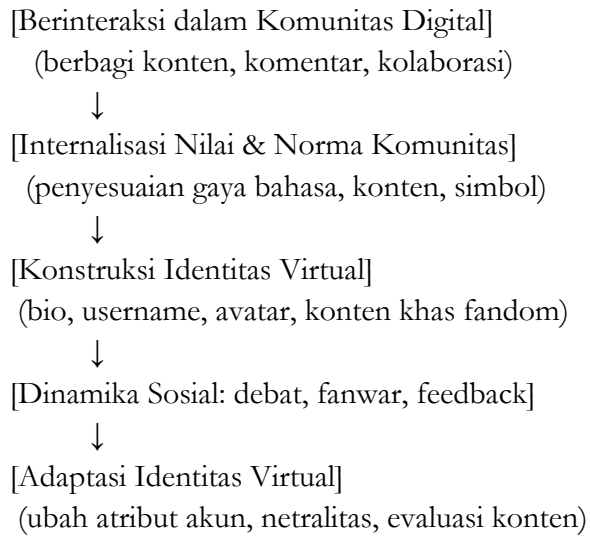 [Berinteraksi dalam Komunitas Digital]
(berbagi konten, komentar, kolaborasi)
↓
[Internalisasi Nilai & Norma Komunitas]
(penyesuaian gaya bahasa, konten, simbol)
↓
[Konstruksi Identitas Virtual]
(bio, username, avatar, konten khas fandom)
↓
[Dinamika Sosial: debat, fanwar, feedback]
↓
[Adaptasi Identitas Virtual]
(ubah atribut akun, netralitas, evaluasi konten)